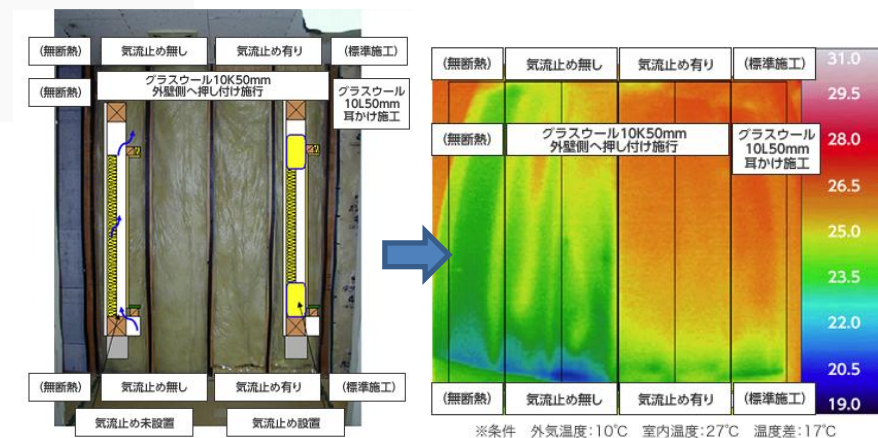 (無断熱) 気流止め無し 気流止め有り (標準施工)
(無断熱) グラスウール10K50mm グラスウール
外壁側へ押し付け施行 10L50mm
耳かけ施工
(無断熱) 気流止め無し 気流止め有り (標準施工)
気流止め未設置 気流止め設置
(無断熱) 気流止め無し 気流止め有り (標準施工)
(無断熱) グラスウール10K50mm グラスウール
外壁側へ押し付け施行 10L50mm
耳かけ施工
(無断熱) 気流止め無し 気流止め有り (標準施工)
31.0
29.5
28.0
26.5
25.0
23.5
22.0
20.5
19.0
※条件 外気温度:10℃ 室内温度:27℃ 温度差:17℃